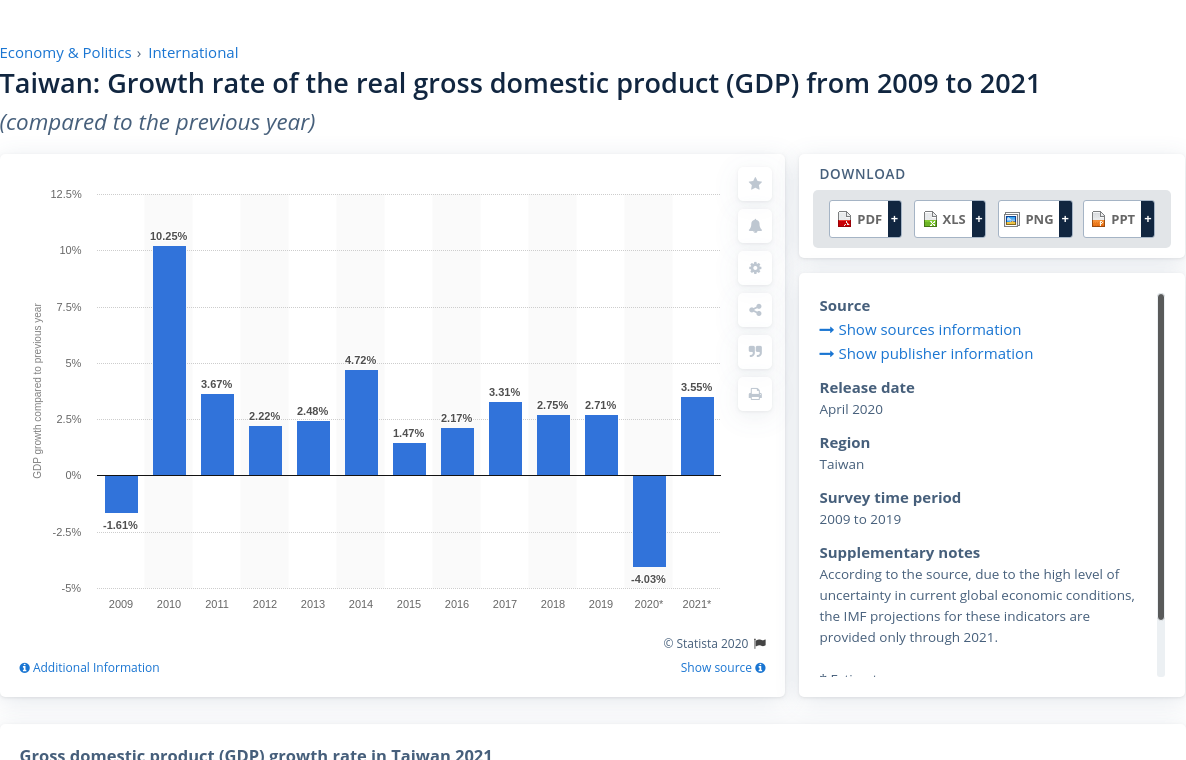 Economy & Politics › International
Taiwan: Growth rate of the real gross domestic product (GDP) from 2009 to 2021
(compared to the previous year)
GDP growth compared to previous year
12.5%
10%
7.5%
5%
2.5%
0%
-2.5%
-5%
-1.61%
10.25%
3.67%
2.22%
2.48%
4.72%
1.47%
2.17%
3.31%
2.75%
2.71%
-4.03%
3.55%
2009 2010 2011 2012 2013 2014 2015 2016 2017 2018 2019 2020* 2021*
© Statista 2020
Additional Information
Show source
DOWNLOAD
PDF + XLS + PNG + PPT +
Source
Show sources information
Show publisher information
Release date
April 2020
Region
Taiwan
Survey time period
2009 to 2019
Supplementary notes
According to the source, due to the high level of
uncertainty in current global economic conditions,
the IMF projections for these indicators are
provided only through 2021.
Gross domestic product (GDP) growth rate in Taiwan 2021